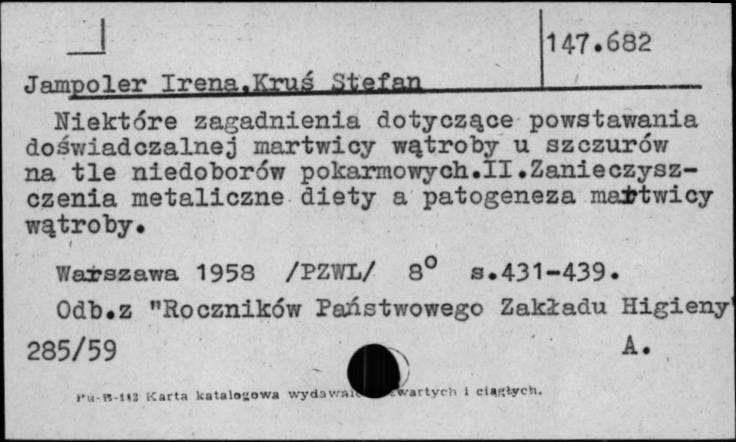 147.682
Jampoler Irena,Kruś Stefan
Niektóre zagadnienia dotyczące powstawania
doświadczalnej martwicy wątroby u szczurów
na tle niedoborów pokarmowych.II.Zanieczysz-
czenia metaliczne diety a patogeneza martwicy
wątroby.
Warszawa 1958 /PZWL/ 8° s.431-439.
Odb.z "Roczników Państwowego Zakładu Higieny"
285/59 A.
Pu-B-113 Karta katalogowa i ciągłych.